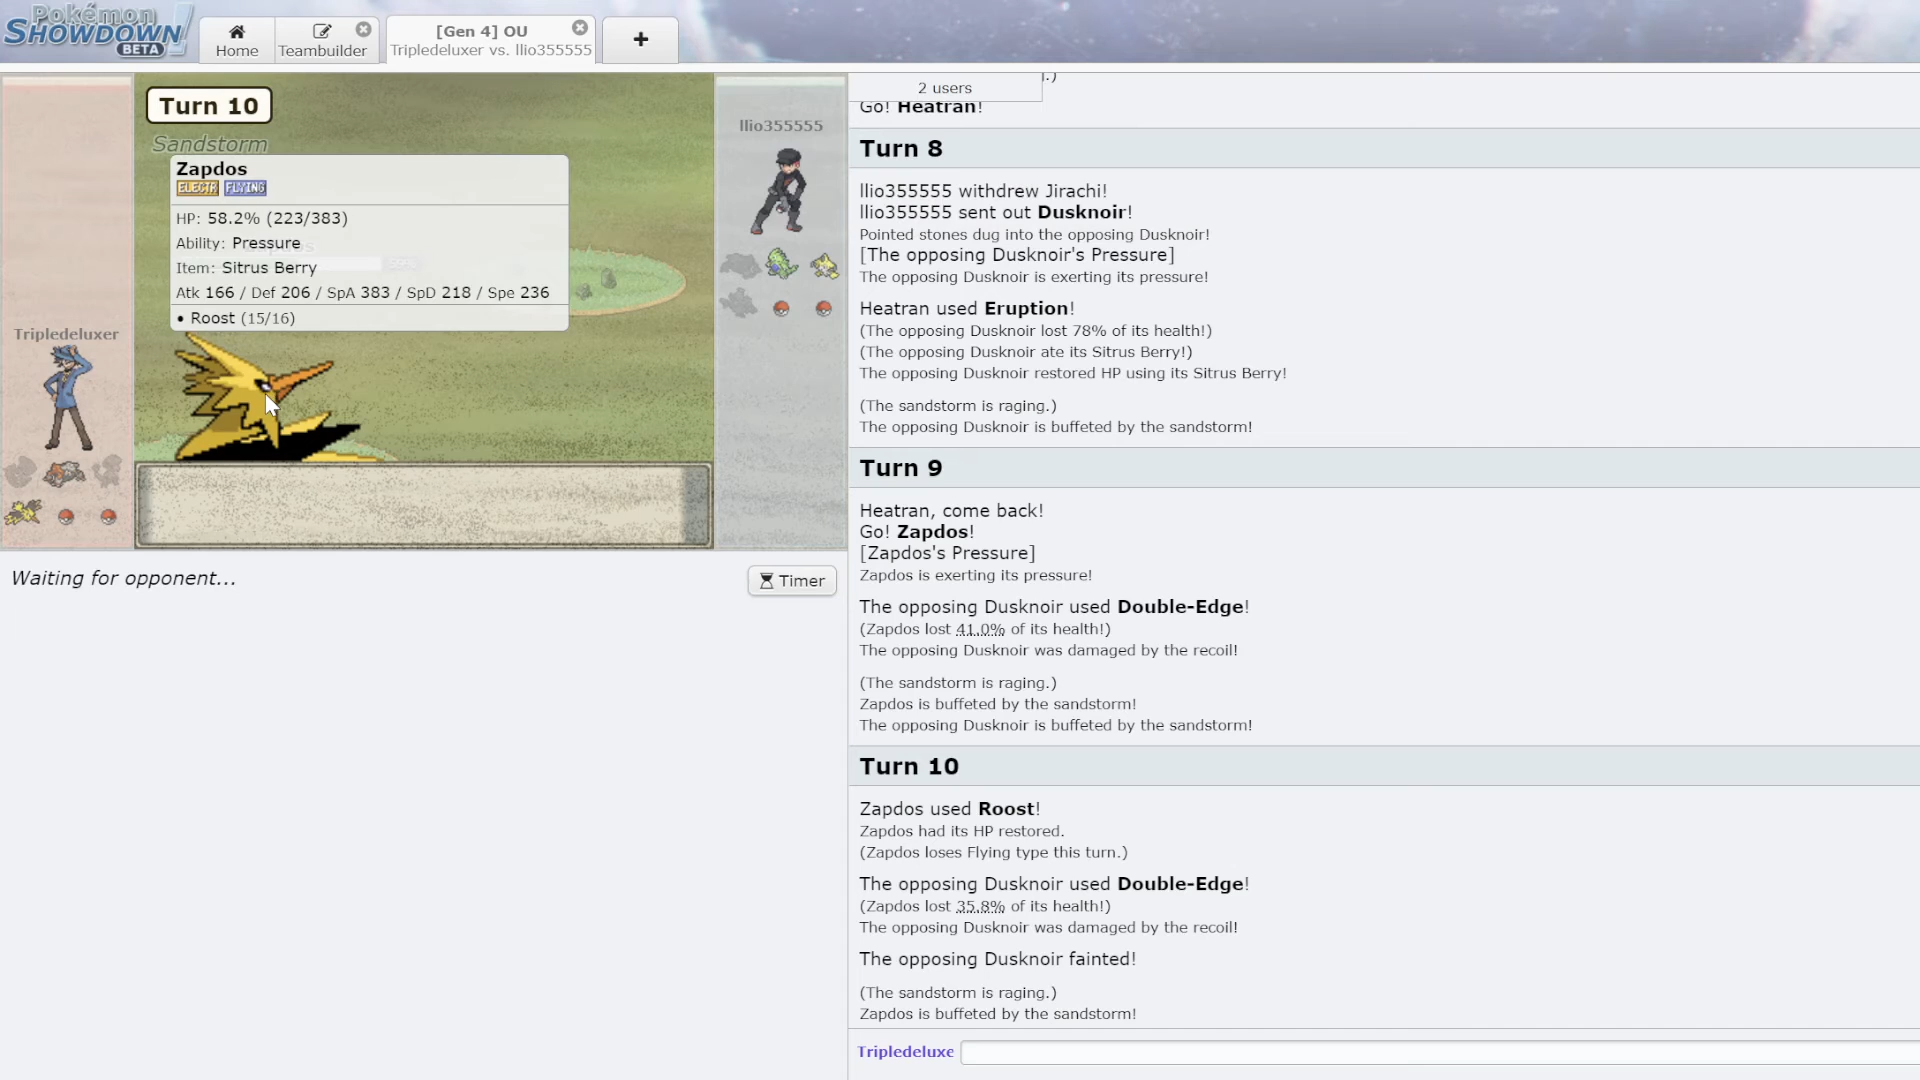 Pokémon
SHOWDOWN
BETA
Home
Teambuilder
[Gen 4] OU
Tripledeluxer vs. llio355555
+
Turn 10
Sandstorm
Zapdos
ELECTR FLYING
HP: 58.2% (223/383)
Ability: Pressure
Item: Sitrus Berry
Atk 166 / Def 206 / SpA 383 / SpD 218 / Spe 236
• Roost (15/16)
Tripledeluxer
llio355555
Waiting for opponent...
Timer
2 users
Go! Heatran!
Turn 8
llio355555 withdrew Jirachi!
llio355555 sent out Dusknoir!
Pointed stones dug into the opposing Dusknoir!
[The opposing Dusknoir's Pressure]
The opposing Dusknoir is exerting its pressure!
Heatran used Eruption!
(The opposing Dusknoir lost 78% of its health!)
(The opposing Dusknoir ate its Sitrus Berry!)
The opposing Dusknoir restored HP using its Sitrus Berry!
(The sandstorm is raging.)
The opposing Dusknoir is buffeted by the sandstorm!
Turn 9
Heatran, come back!
Go! Zapdos!
[Zapdos's Pressure]
Zapdos is exerting its pressure!
The opposing Dusknoir used Double-Edge!
(Zapdos lost 41.0% of its health!)
The opposing Dusknoir was damaged by the recoil!
(The sandstorm is raging.)
Zapdos is buffeted by the sandstorm!
The opposing Dusknoir is buffeted by the sandstorm!
Turn 10
Zapdos used Roost!
Zapdos had its HP restored.
(Zapdos loses Flying type this turn.)
The opposing Dusknoir used Double-Edge!
(Zapdos lost 35.8% of its health!)
The opposing Dusknoir was damaged by the recoil!
The opposing Dusknoir fainted!
(The sandstorm is raging.)
Zapdos is buffeted by the sandstorm!
Tripledeluxe